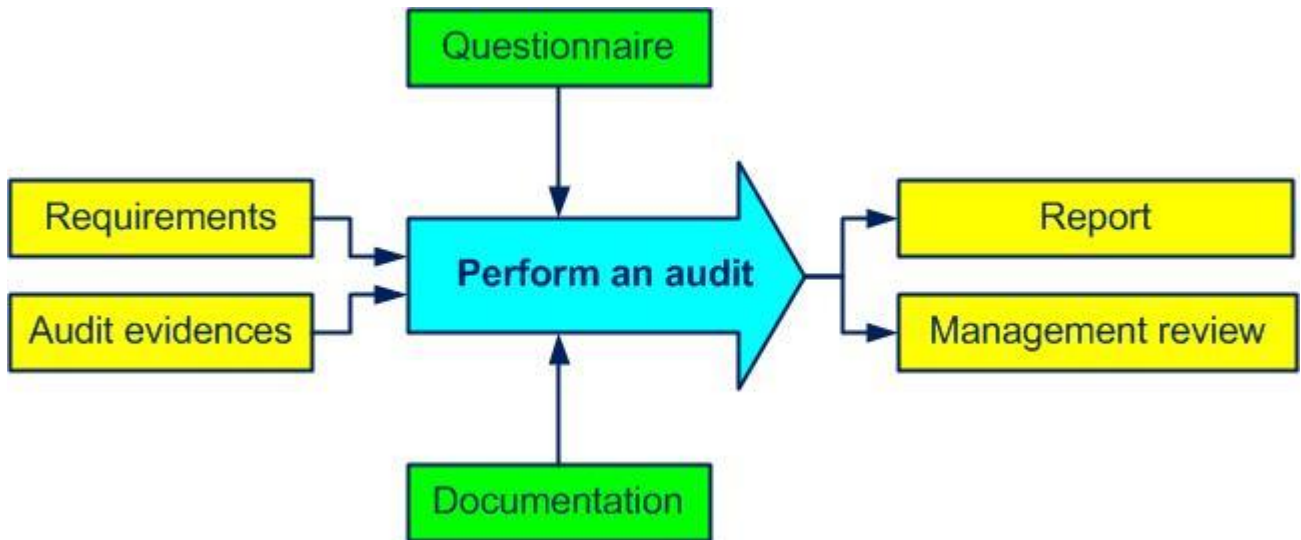 Questionnaire
Requirements
Audit evidences
Perform an audit
Report
Management review
Documentation